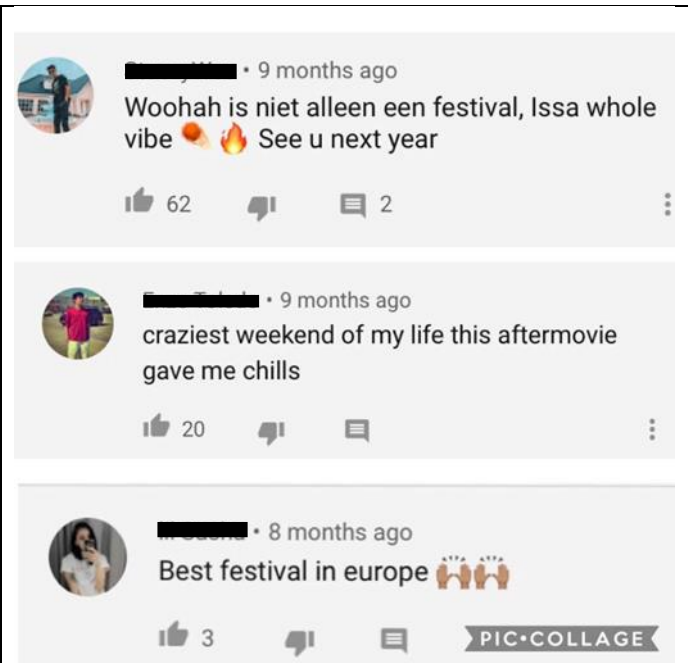 • 9 months ago
Woohah is niet alleen een festival, Issa whole
vibe ☄️ 🔥 See u next year
62 2
• 9 months ago
craziest weekend of my life this aftermovie
gave me chills
20
• 8 months ago
Best festival in europe 🙌🏽🙌🏽
3
PIC•COLLAGE